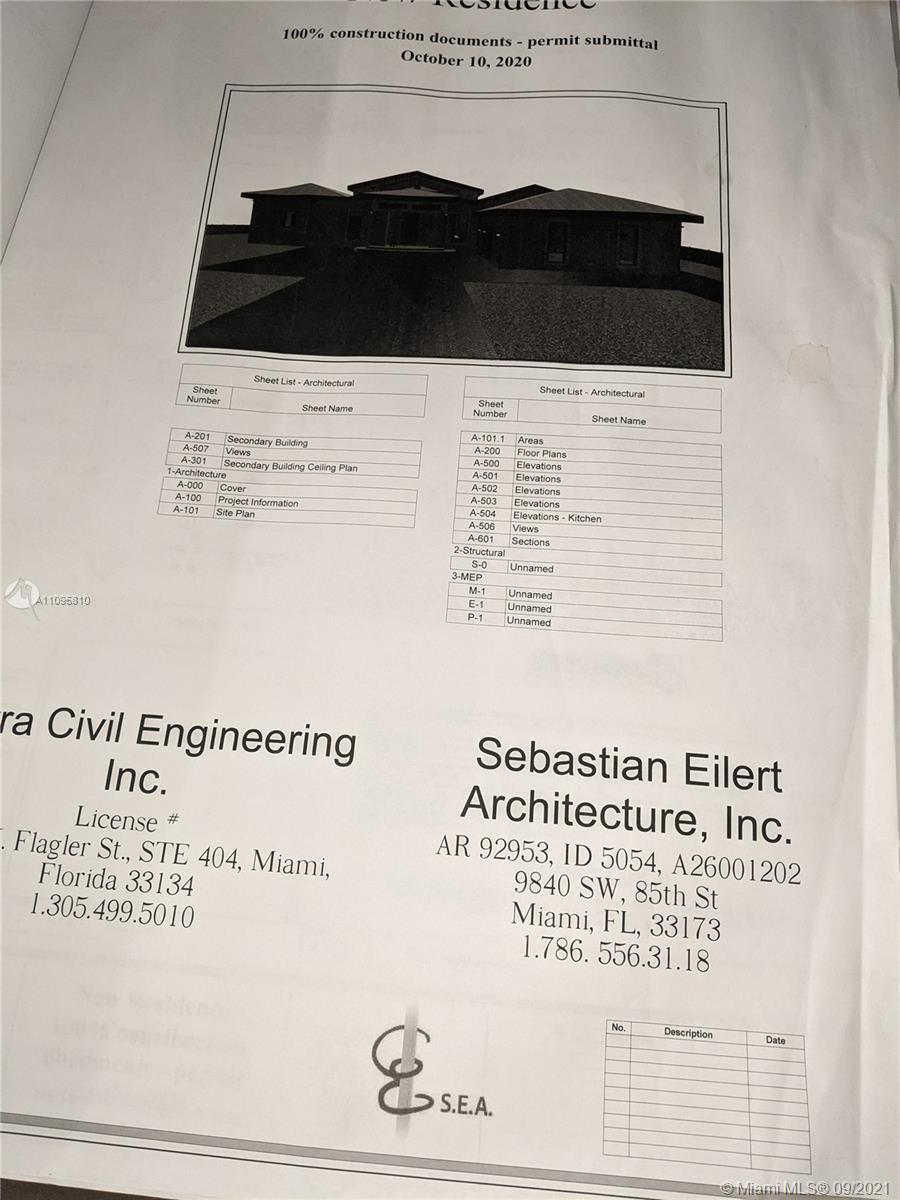 New Residence
100% construction documents - permit submittal
October 10, 2020
Sheet List - Architectural
Sheet Number
Sheet Name
A-201 Secondary Building
A-507 Views
A-301 Secondary Building Ceiling Plan
1-Architecture
A-000 Cover
A-100 Project Information
A-101 Site Plan
Sheet List - Architectural
Sheet Number
Sheet Name
A-101.1 Areas
A-200 Floor Plans
A-500 Elevations
A-501 Elevations
A-502 Elevations
A-503 Elevations
A-504 Elevations - Kitchen
A-506 Views
A-601 Sections
2-Structural
S-0 Unnamed
3-MEP
M-1 Unnamed
E-1 Unnamed
P-1 Unnamed
ra Civil Engineering
Inc.
License #
. Flagler St., STE 404, Miami,
Florida 33134
1.305.499.5010
Sebastian Eilert
Architecture, Inc.
AR 92953, ID 5054, A26001202
9840 SW, 85th St
Miami, FL, 33173
1.786. 556.31.18
S.E.A.
No. Description Date
© Miami MLS® 09/2021